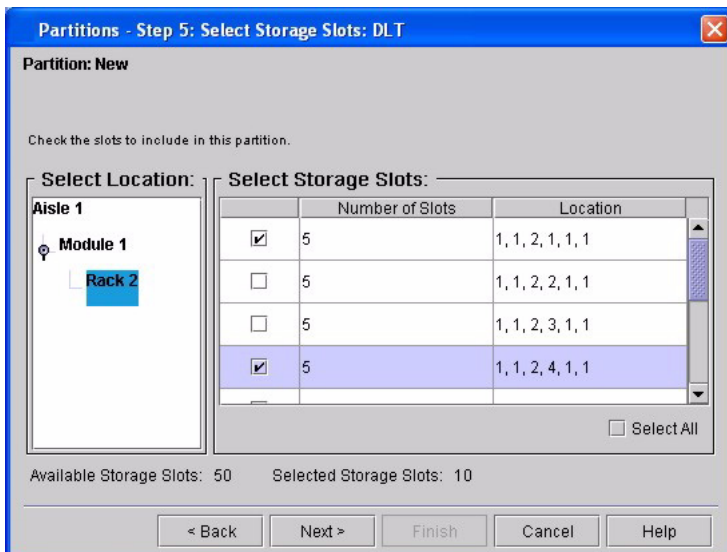 Partitions - Step 5: Select Storage Slots: DLT
Partition: New
Check the slots to include in this partition.
Select Location:
Aisle 1
Module 1
Rack 2
Select Storage Slots:
Number of Slots Location
5 1, 1, 2, 1, 1, 1
5 1, 1, 2, 2, 1, 1
5 1, 1, 2, 3, 1, 1
5 1, 1, 2, 4, 1, 1
Select All
Available Storage Slots: 50 Selected Storage Slots: 10
< Back Next > Finish Cancel Help